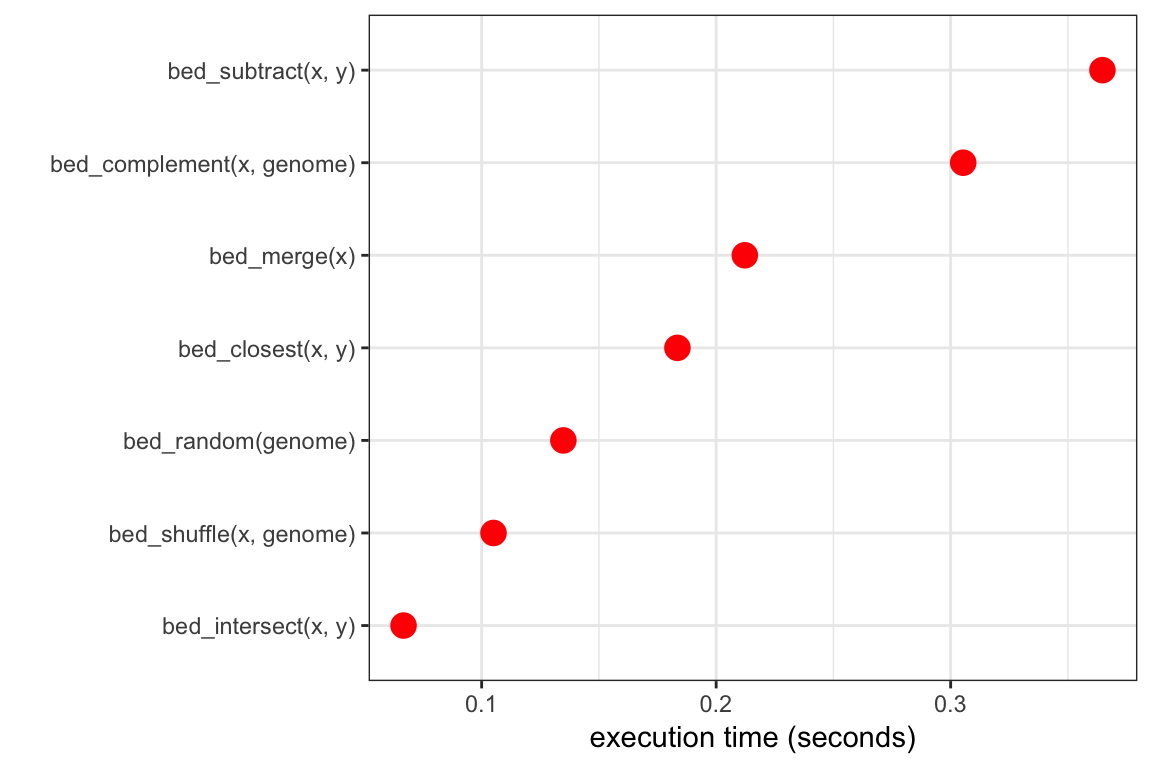 bed_subtract(x, y)
bed_complement(x, genome)
bed_merge(x)
bed_closest(x, y)
bed_random(genome)
bed_shuffle(x, genome)
bed_intersect(x, y)
0.1 0.2 0.3
execution time (seconds)